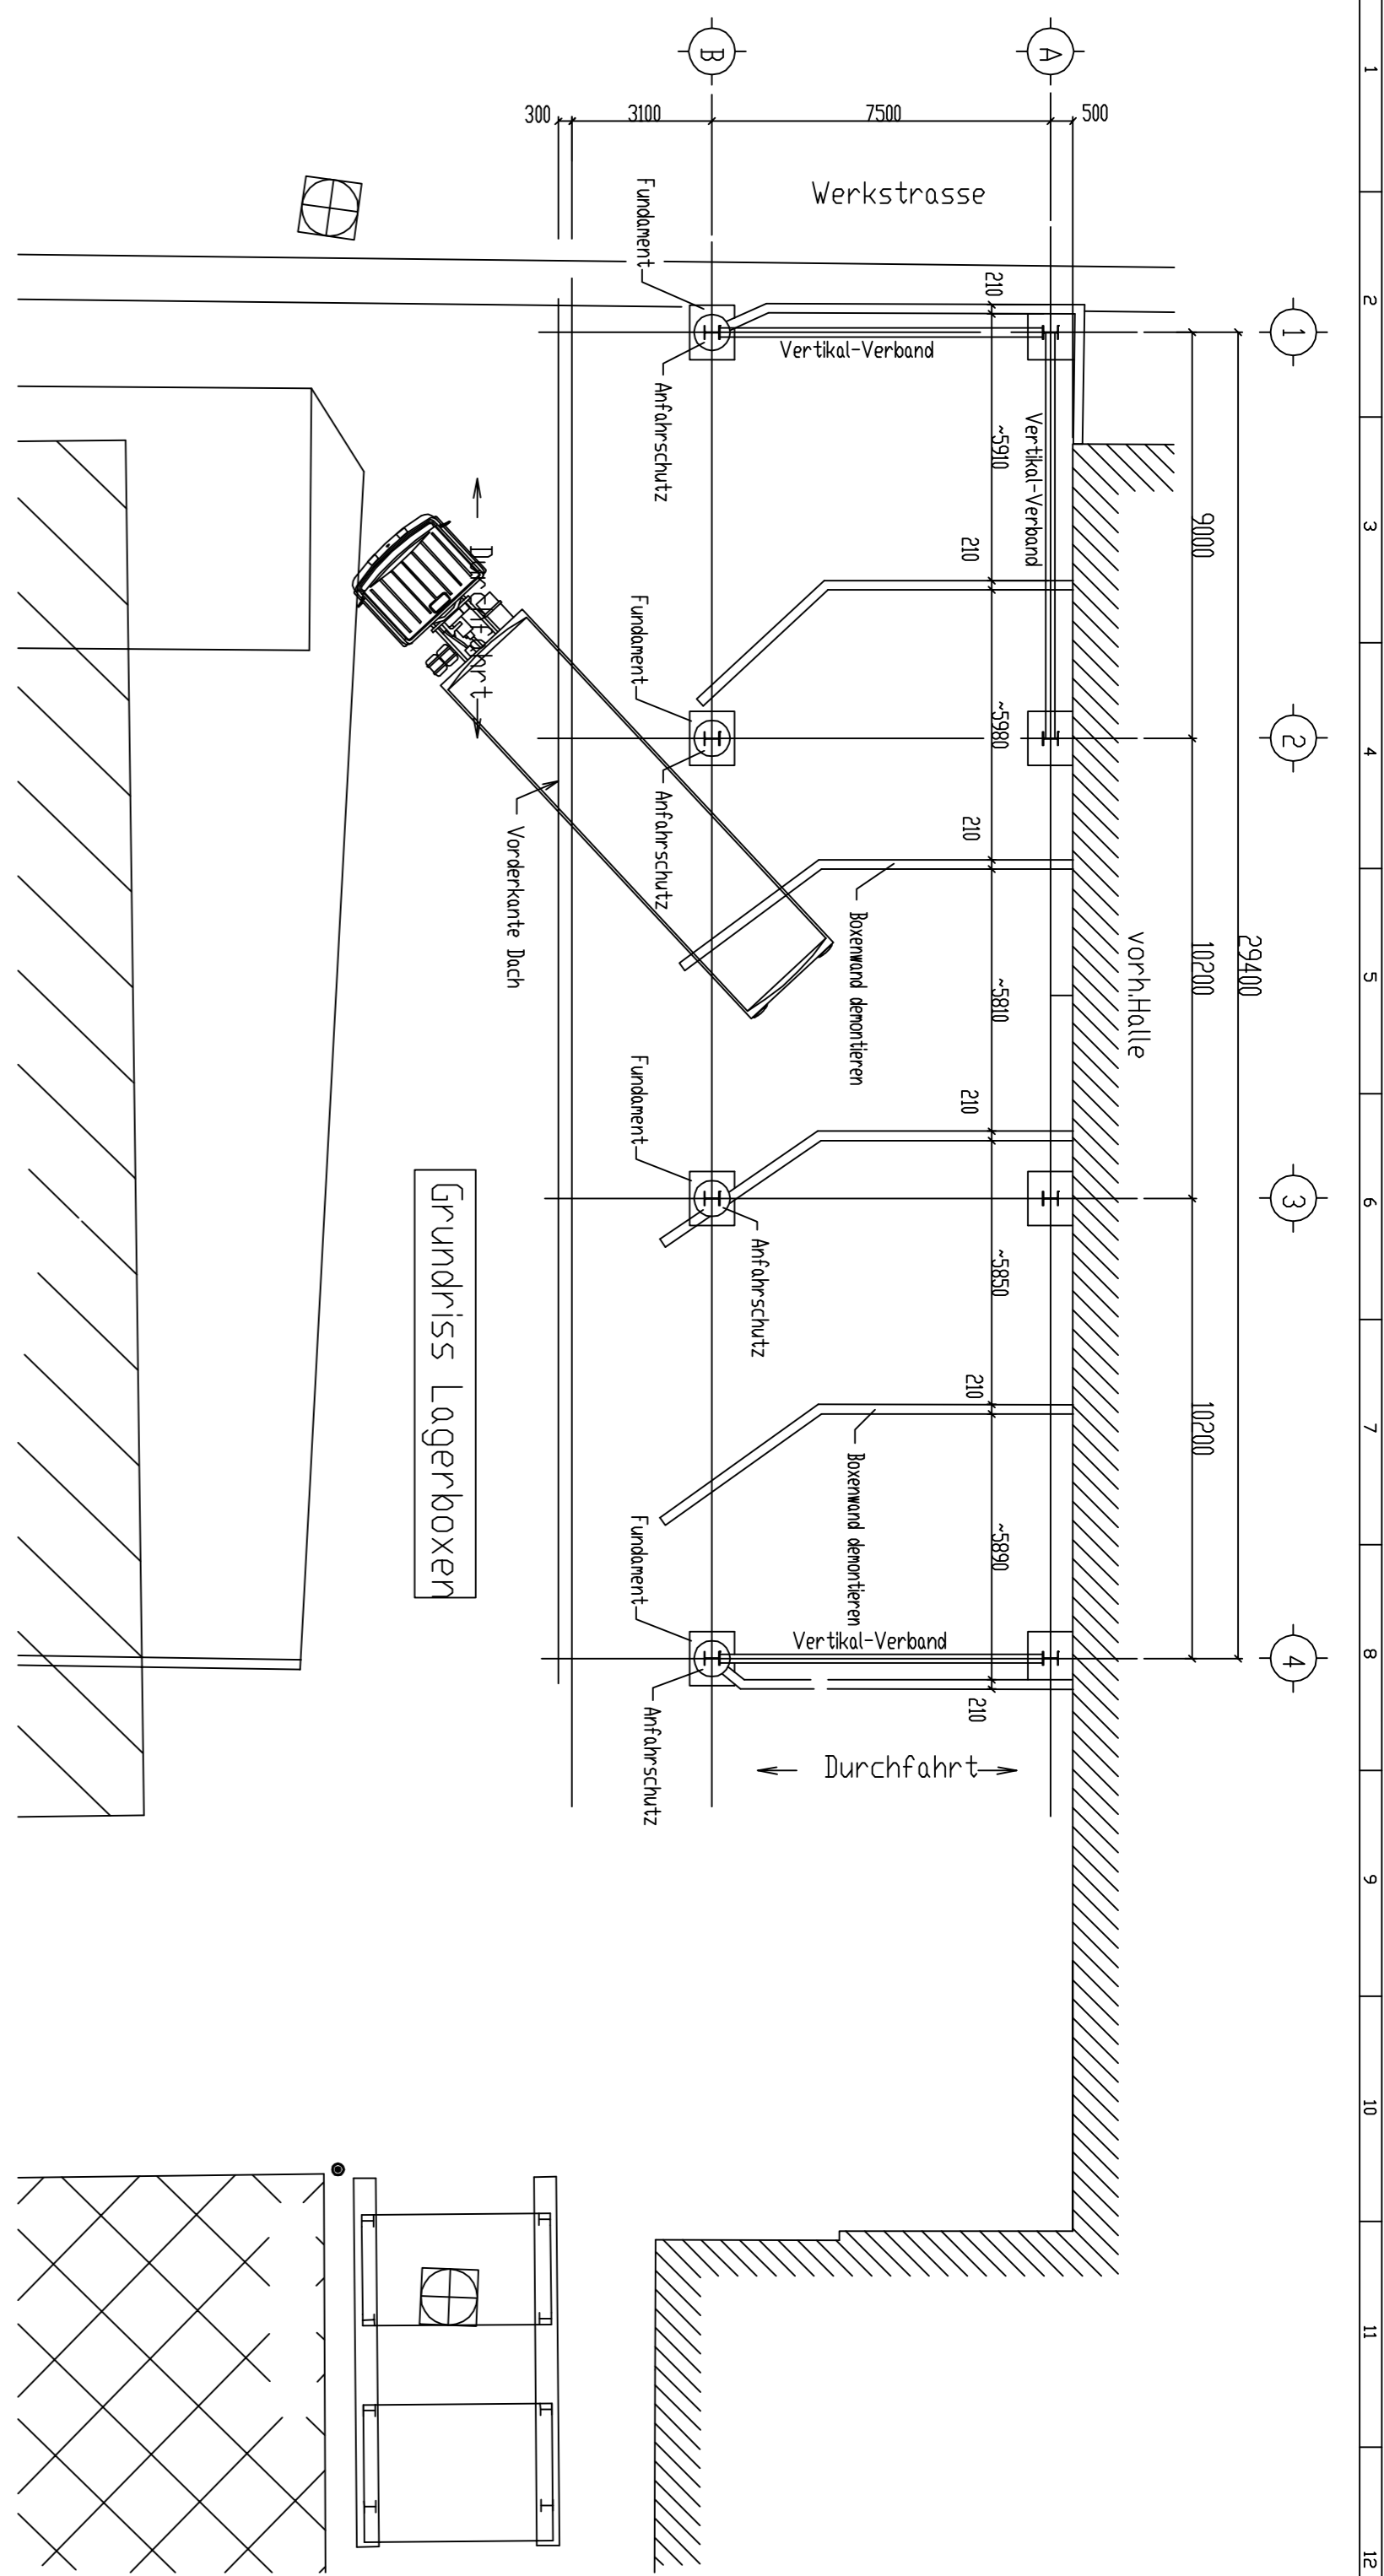 1
2
3
4
5
6
7
8
9
10
11
12
B
A
300
3100
7500
500
Werkstrasse
1
2
3
4
9000
10200
10200
29400
vorh.Halle
210
~5910
210
~5980
210
~5810
210
~5850
210
~5890
210
Vertikal-Verband
Vertikal-Verband
Vertikal-Verband
Fundament
Anfahrschutz
Fundament
Anfahrschutz
Fundament
Anfahrschutz
Fundament
Anfahrschutz
Boxenwand demontieren
Boxenwand demontieren
Durchfahrt
Vorderkante Dach
Durchfahrt
Grundriss Lagerboxen